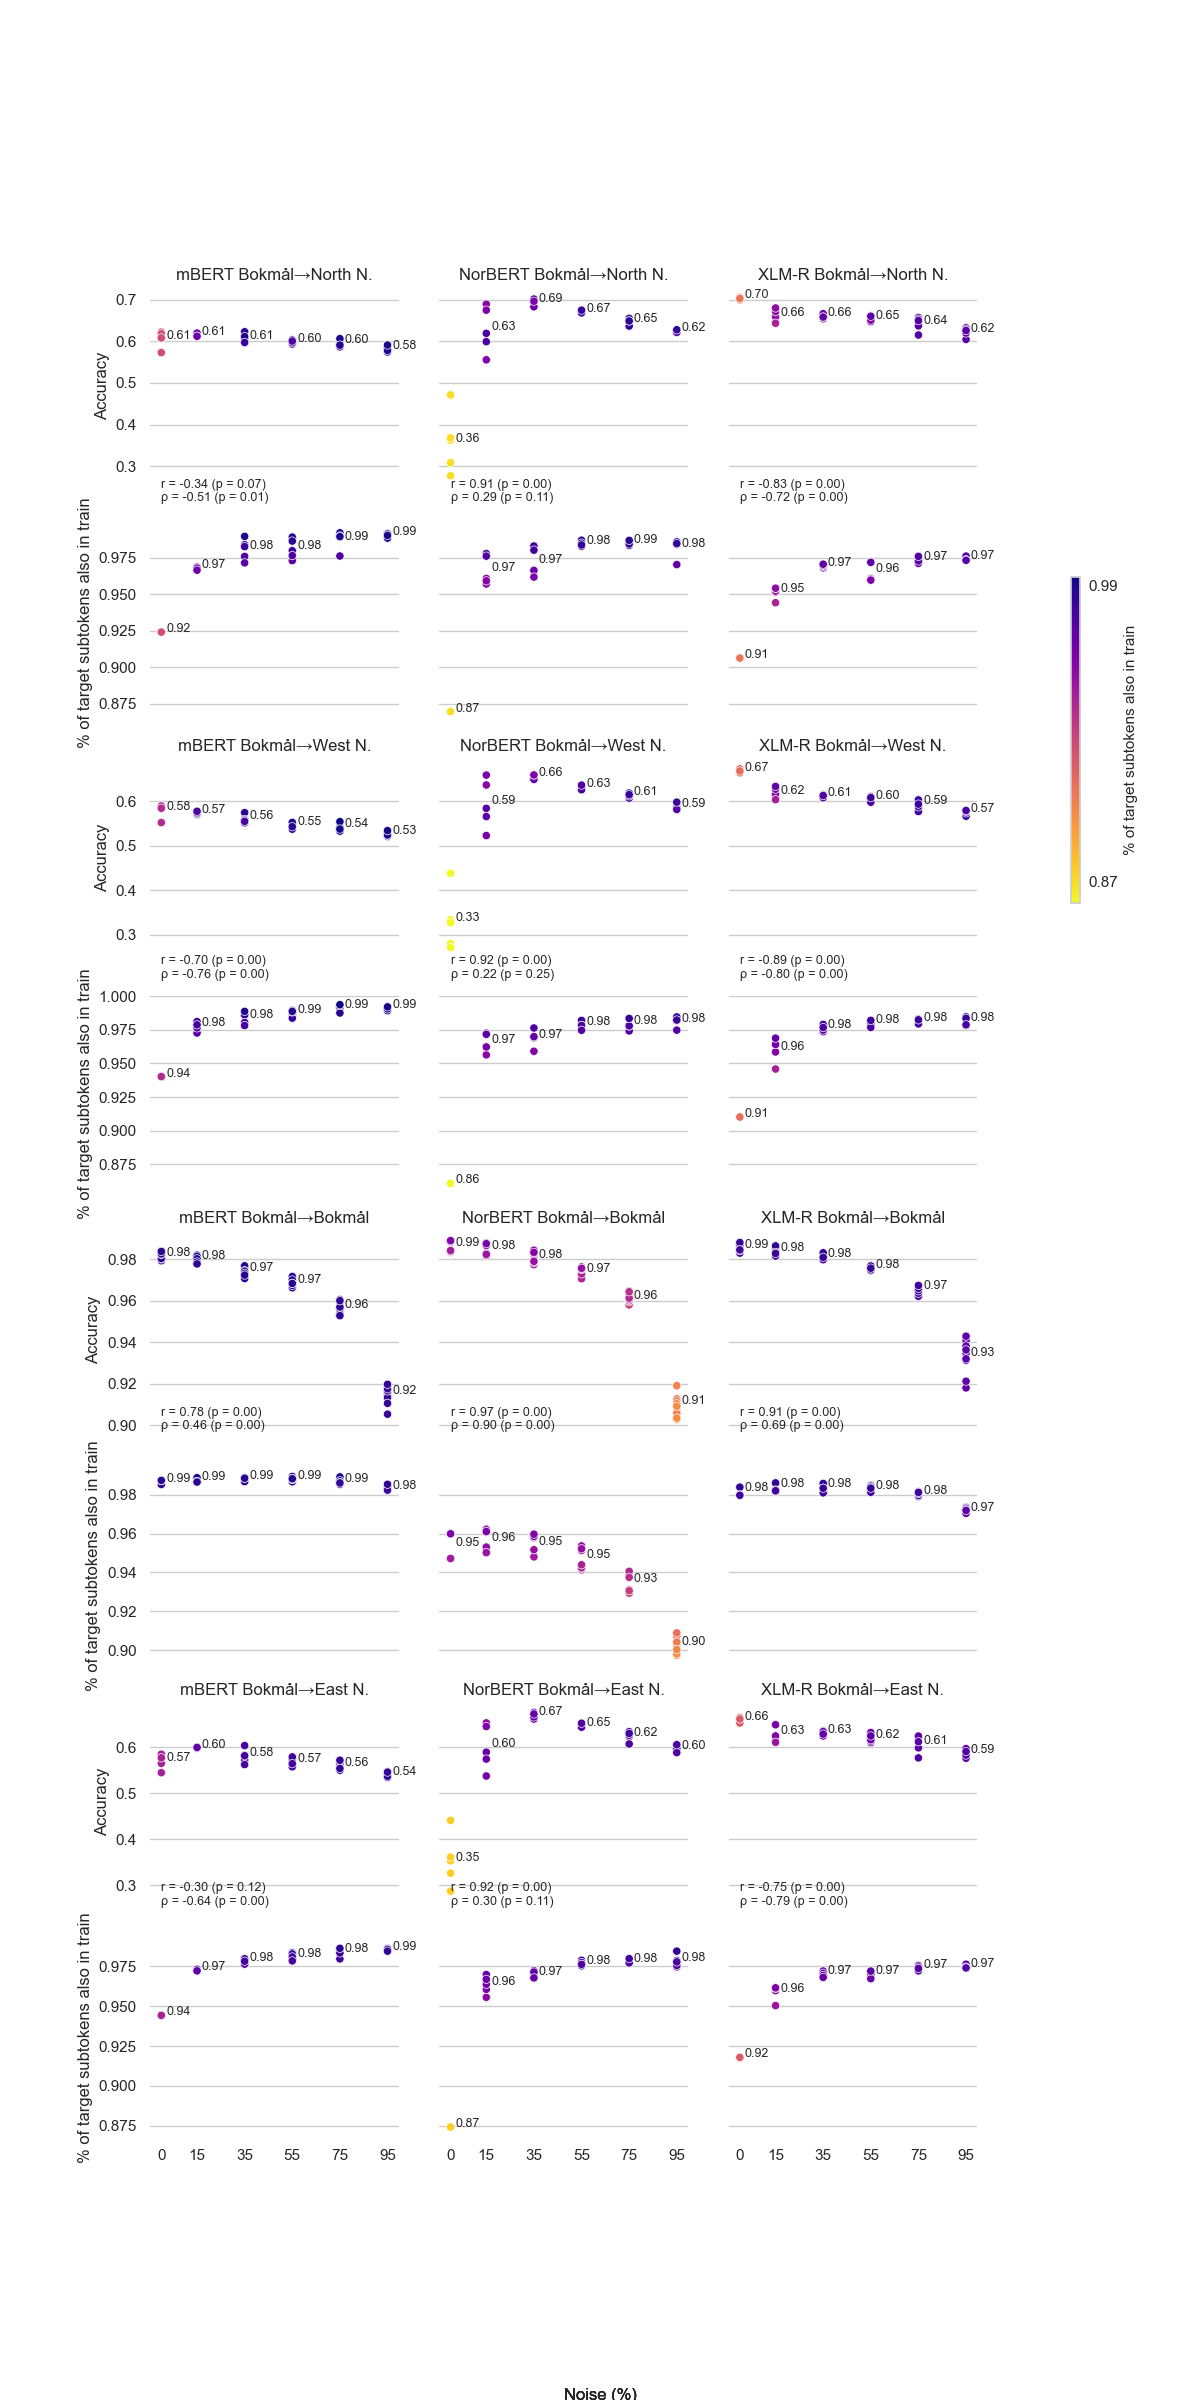 mBERT Bokmål→North N.
NorBERT Bokmål→North N.
XLM-R Bokmål→North N.
Accuracy
0.7
0.6
0.5
0.4
0.3
0.61 0.61 0.61 0.60 0.60 0.58
r = -0.34 (p = 0.07)
ρ = -0.51 (p = 0.01)
0.36 0.63 0.69 0.67 0.65 0.62
r = 0.91 (p = 0.00)
ρ = 0.29 (p = 0.11)
0.70 0.66 0.66 0.65 0.64 0.62
r = -0.83 (p = 0.00)
ρ = -0.72 (p = 0.00)
% of target subtokens also in train
0.975
0.950
0.925
0.900
0.875
0.92 0.97 0.98 0.98 0.99 0.99
0.87 0.97 0.97 0.98 0.99 0.98
0.91 0.95 0.97 0.96 0.97 0.97
mBERT Bokmål→West N.
NorBERT Bokmål→West N.
XLM-R Bokmål→West N.
Accuracy
0.6
0.5
0.4
0.3
0.58 0.57 0.56 0.55 0.54 0.53
r = -0.70 (p = 0.00)
ρ = -0.76 (p = 0.00)
0.33 0.59 0.66 0.63 0.61 0.59
r = 0.92 (p = 0.00)
ρ = 0.22 (p = 0.25)
0.67 0.62 0.61 0.60 0.59 0.57
r = -0.89 (p = 0.00)
ρ = -0.80 (p = 0.00)
% of target subtokens also in train
1.000
0.975
0.950
0.925
0.900
0.875
0.94 0.98 0.98 0.99 0.99 0.99
0.86 0.97 0.97 0.98 0.98 0.98
0.91 0.96 0.98 0.98 0.98 0.98
mBERT Bokmål→Bokmål
NorBERT Bokmål→Bokmål
XLM-R Bokmål→Bokmål
Accuracy
0.98
0.96
0.94
0.92
0.90
0.98 0.98 0.97 0.97 0.96 0.92
r = 0.78 (p = 0.00)
ρ = 0.46 (p = 0.00)
0.99 0.98 0.98 0.97 0.96 0.91
r = 0.97 (p = 0.00)
ρ = 0.90 (p = 0.00)
0.99 0.98 0.98 0.98 0.97 0.93
r = 0.91 (p = 0.00)
ρ = 0.69 (p = 0.00)
% of target subtokens also in train
0.98
0.96
0.94
0.92
0.90
0.99 0.99 0.99 0.99 0.99 0.98
0.95 0.96 0.95 0.95 0.93 0.90
0.98 0.98 0.98 0.98 0.98 0.97
mBERT Bokmål→East N.
NorBERT Bokmål→East N.
XLM-R Bokmål→East N.
Accuracy
0.6
0.5
0.4
0.3
0.57 0.60 0.58 0.57 0.56 0.54
r = -0.30 (p = 0.12)
ρ = -0.64 (p = 0.00)
0.35 0.60 0.67 0.65 0.62 0.60
r = 0.92 (p = 0.00)
ρ = 0.30 (p = 0.11)
0.66 0.63 0.63 0.62 0.61 0.59
r = -0.75 (p = 0.00)
ρ = -0.79 (p = 0.00)
% of target subtokens also in train
0.975
0.950
0.925
0.900
0.875
0.94 0.97 0.98 0.98 0.98 0.99
0.87 0.96 0.97 0.98 0.98 0.98
0.92 0.96 0.97 0.97 0.97 0.97
0 15 35 55 75 95
0 15 35 55 75 95
0 15 35 55 75 95
Noise (%)
0.99
0.87
% of target subtokens also in train